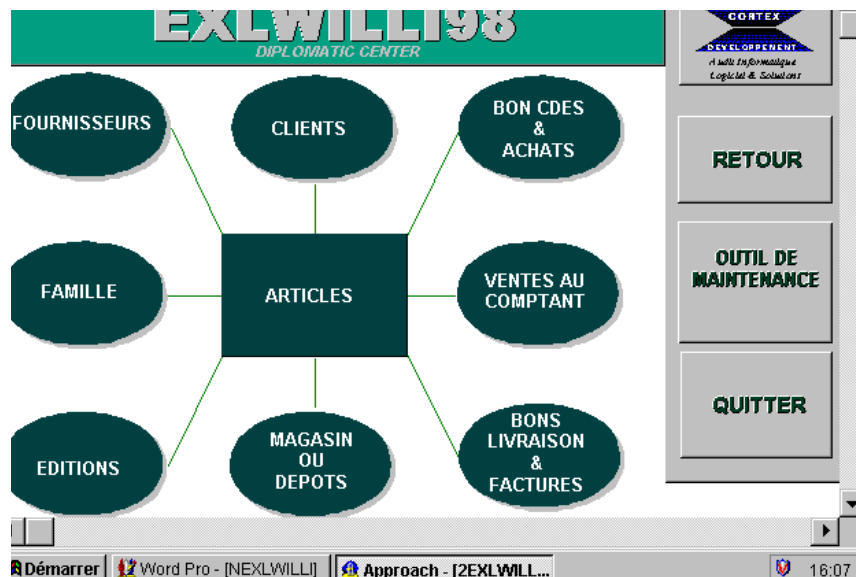 EXLWILLI98
DIPLOMATIC CENTER
CORTEX
DEVELOPPEMENT
Audit Informatique
Logiciel & Solutions
FOURNISSEURS
CLIENTS
BON CDES
&
ACHATS
RETOUR
FAMILLE
ARTICLES
VENTES AU
COMPTANT
OUTIL DE
MAINTENANCE
EDITIONS
MAGASIN
OU
DEPOTS
BONS
LIVRAISON
&
FACTURES
QUITTER
Démarrer
Word Pro - [NEXLWILLI]
Approach - [2EXLWILL...
16:07